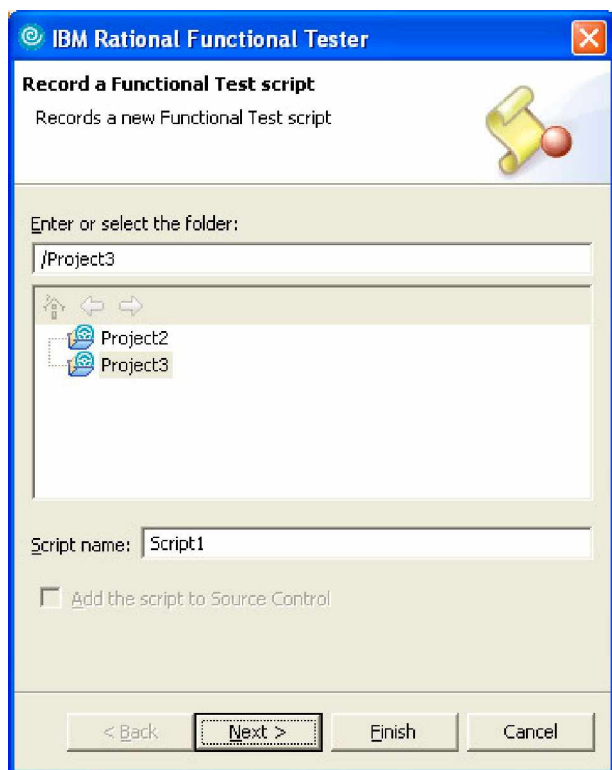 IBM Rational Functional Tester
Record a Functional Test script
Records a new Functional Test script
Enter or select the folder:
/Project3
Project2
Project3
Script name: Script1
Add the script to Source Control
< Back Next > Finish Cancel